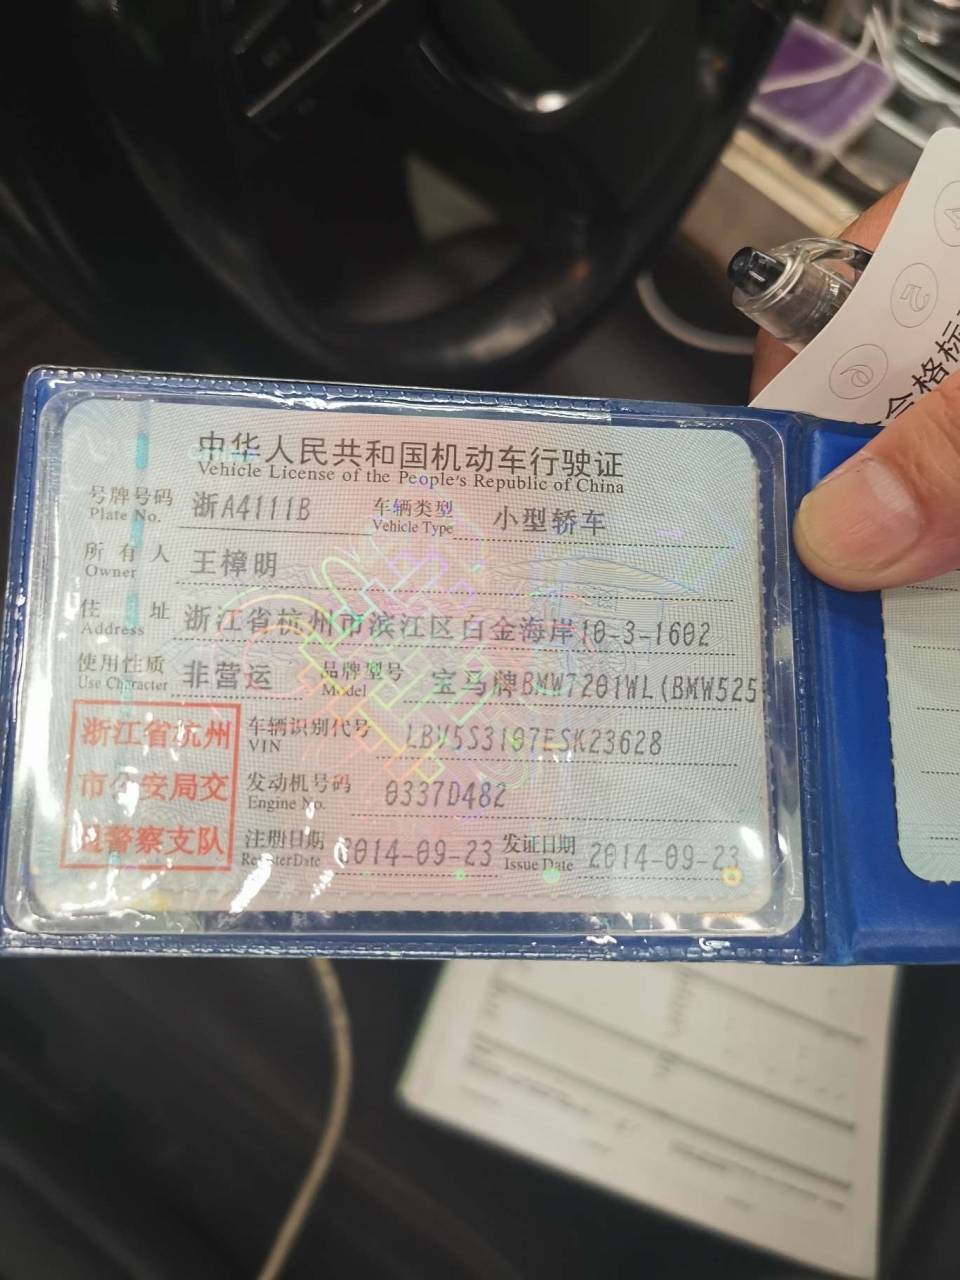 中华人民共和国机动车行驶证
Vehicle License of the People's Republic of China
号牌号码 浙A4111B 车辆类型 小型轿车
Plate No. Vehicle Type
所有人 王樟明
Owner
住址 浙江省杭州市滨江区白金海岸10-3-1602
Address
使用性质 非营运 品牌型号 宝马牌BMW7201WL(BMW525
Use Character Model
浙江省杭州
市公安局交
通警察支队
车辆识别代号 LBV5S3107ESK23628
VIN
发动机号码 0337D482
Engine No.
注册日期 2014-09-23 发证日期 2014-09-23
Register Date Issue Date
合格标